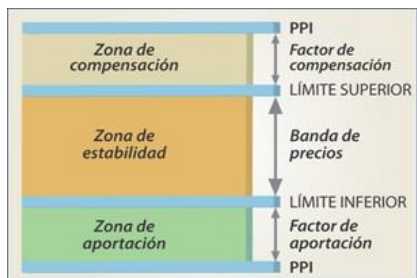 PPI
Zona de
compensación
Factor de
compensación
LÍMITE SUPERIOR
Zona de
estabilidad
Banda de
precios
LÍMITE INFERIOR
Zona de
aportación
Factor de
aportación
PPI